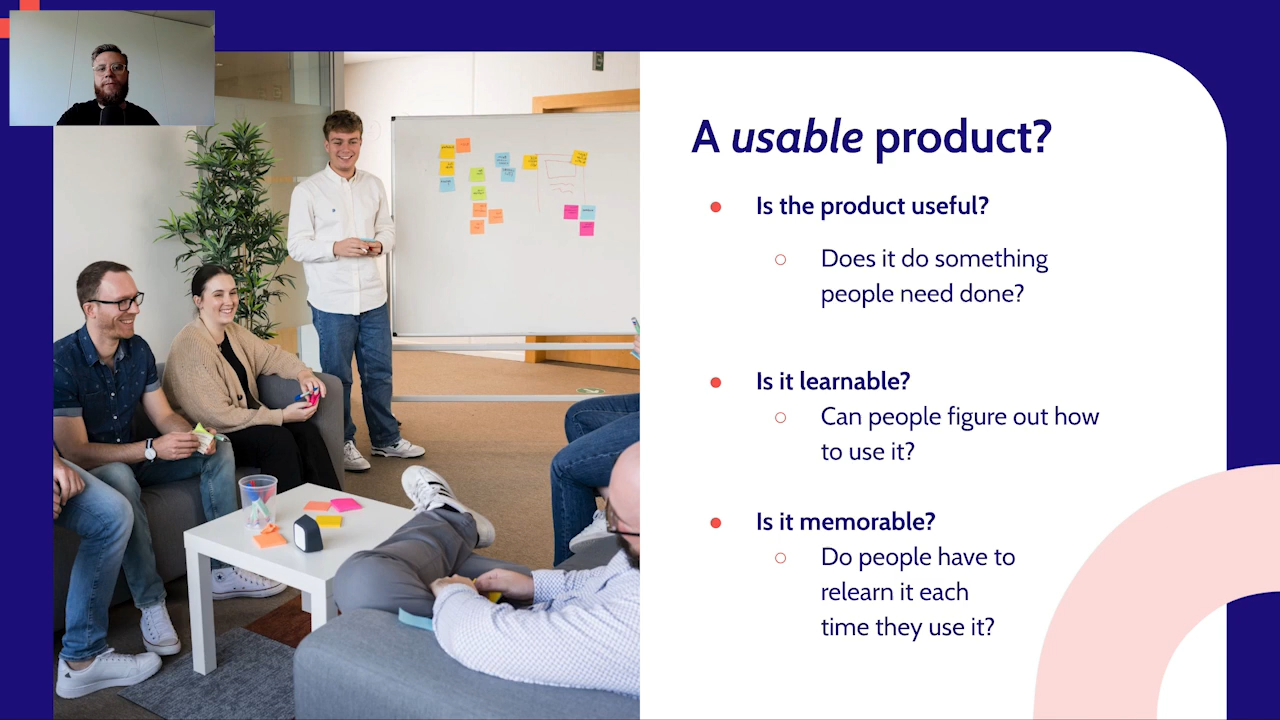 A usable product?
Is the product useful?
Does it do something
people need done?
Is it learnable?
Can people figure out how
to use it?
Is it memorable?
Do people have to
relearn it each
time they use it?